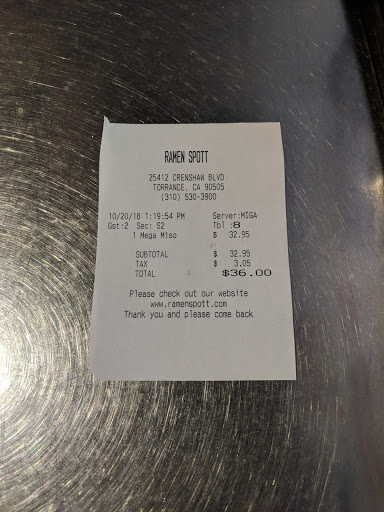 RAMEN SPOTT
25412 CRENSHAW BLVD
TORRANCE, CA 90505
(310) 530-3900
10/20/18 1:19:54 PM Server:MIGA
Gst:2 Sec: S2 Tbl :8
1 Mega Miso $ 32.95
SUBTOTAL $ 32.95
TAX $ 3.05
TOTAL $36.00
Please check out our website
www.ramenspott.com
Thank you and please come back